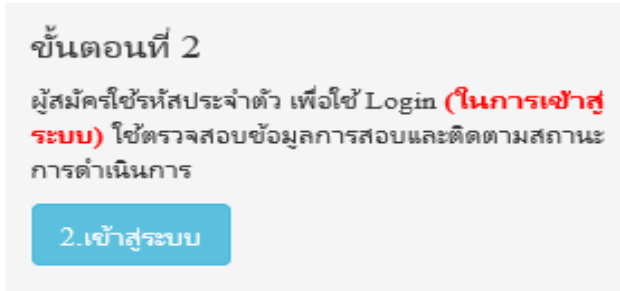 ขั้นตอนที่ 2
ผู้สมัครใช้รหัสประจำตัว เพื่อใช้ Login (ในการเข้าสู่
ระบบ) ใช้ตรวจสอบข้อมูลการสอบและติดตามสถานะ
การดำเนินการ
2.เข้าสู่ระบบ